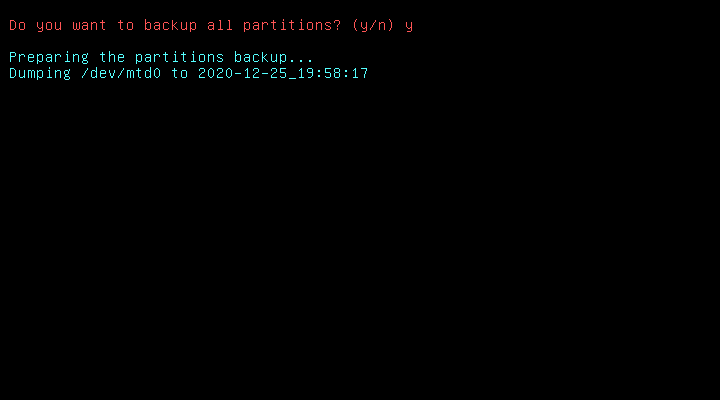 Do you want to backup all partitions? (y/n) y
Preparing the partitions backup...
Dumping /dev/mtd0 to 2020-12-25_19:58:17